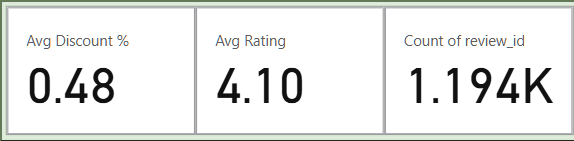 Avg Discount %
0.48
Avg Rating
4.10
Count of review_id
1.194K